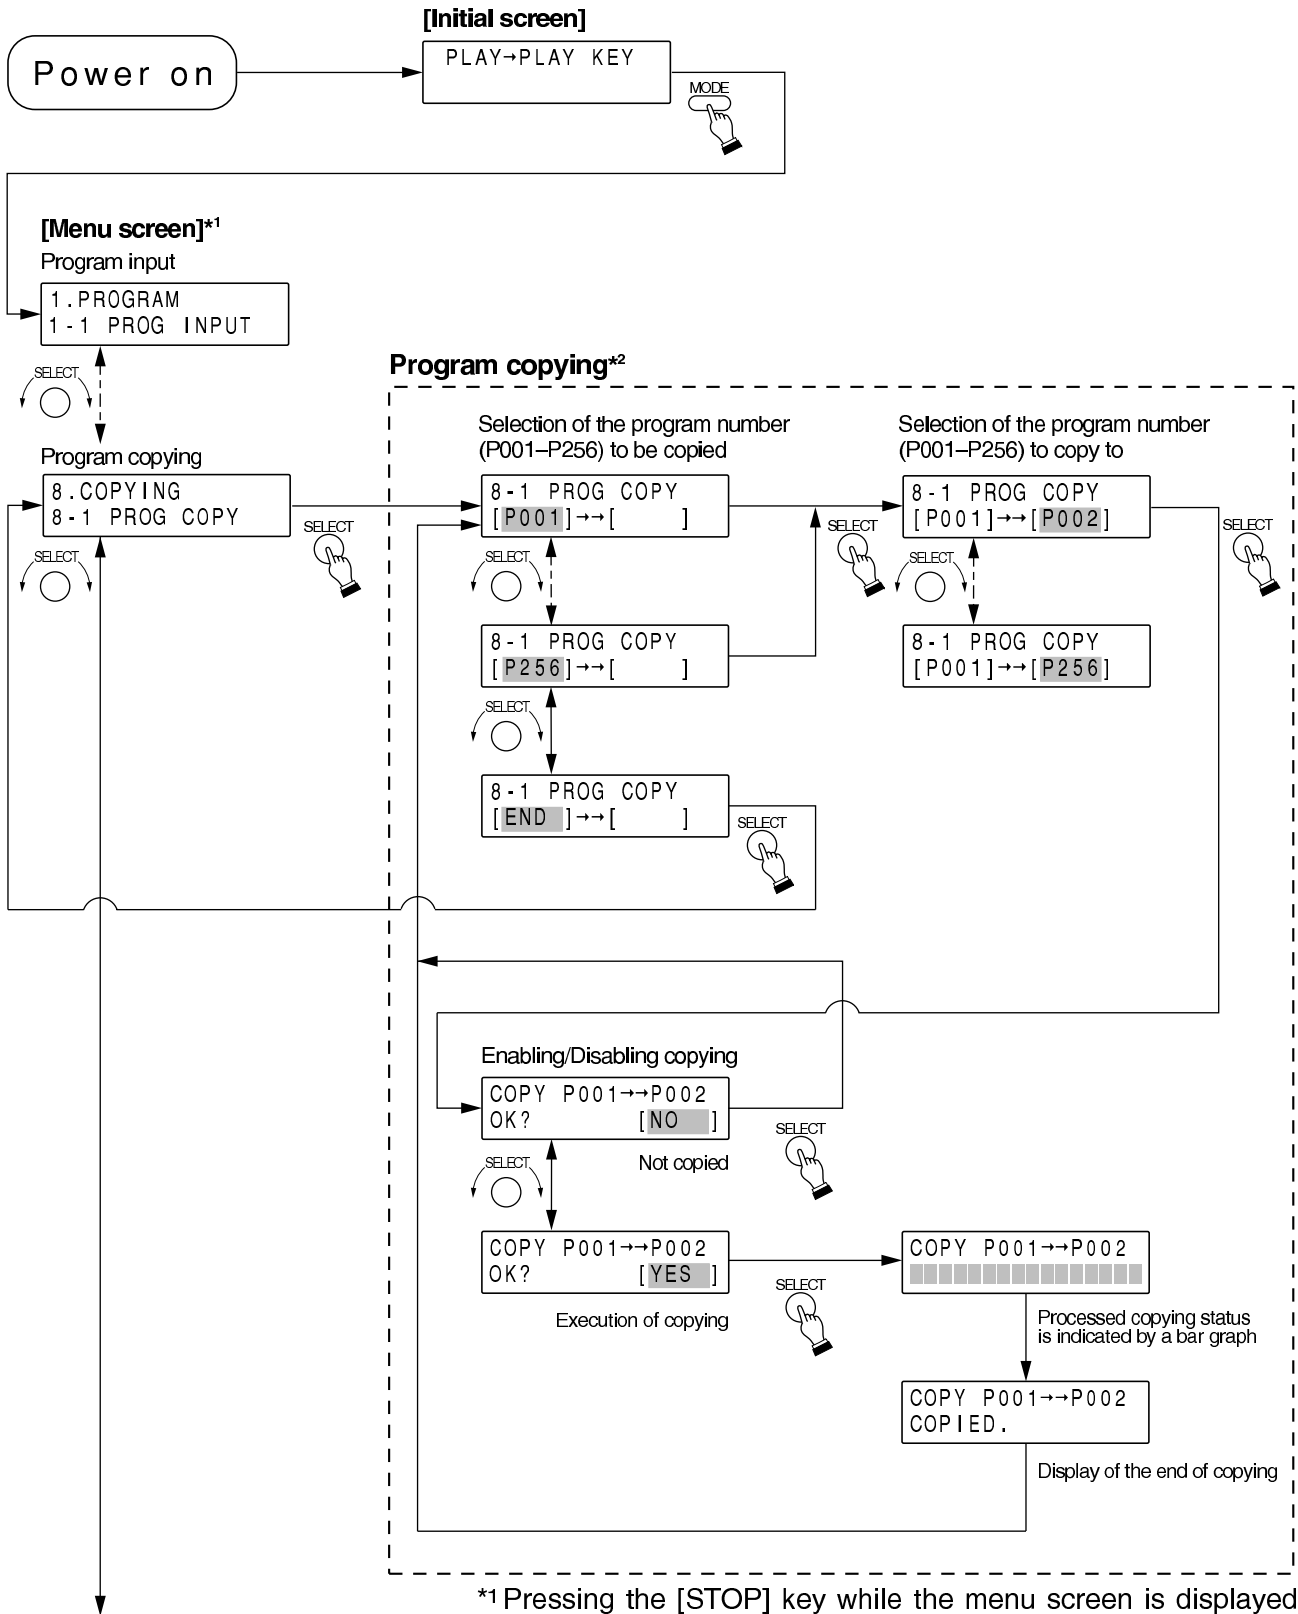 [Initial screen]
Power on
PLAY→PLAY KEY
MODE
[Menu screen]*1
Program input
1.PROGRAM
1-1 PROG INPUT
SELECT
Program copying
8.COPYING
8-1 PROG COPY
SELECT
SELECT
Program copying*2
Selection of the program number
(P001–P256) to be copied
8-1 PROG COPY
[P001]→→[ ]
SELECT
8-1 PROG COPY
[P256]→→[ ]
SELECT
8-1 PROG COPY
[END ]→→[ ]
SELECT
SELECT
Selection of the program number
(P001–P256) to copy to
8-1 PROG COPY
[P001]→→[P002]
SELECT
SELECT
8-1 PROG COPY
[P001]→→[P256]
Enabling/Disabling copying
COPY P001→→P002
OK? [NO ]
Not copied
SELECT
SELECT
COPY P001→→P002
OK? [YES ]
Execution of copying
SELECT
COPY P001→→P002
Processed copying status
is indicated by a bar graph
COPY P001→→P002
COPIED.
Display of the end of copying
*1 Pressing the [STOP] key while the menu screen is displayed